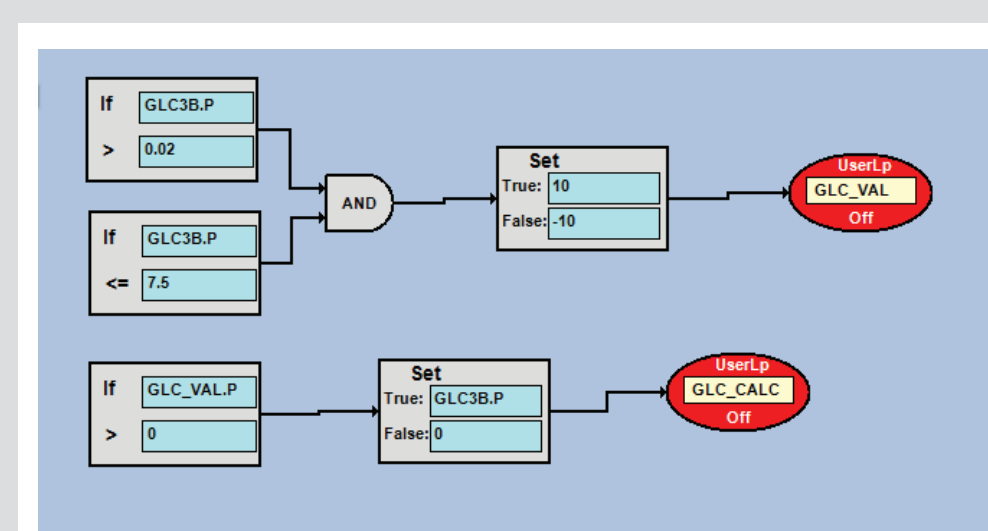 If GLC3B.P
> 0.02
If GLC3B.P
<= 7.5
AND
Set
True: 10
False: -10
UserLp
GLC_VAL
Off
If GLC_VAL.P
> 0
Set
True: GLC3B.P
False: 0
UserLp
GLC_CALC
Off